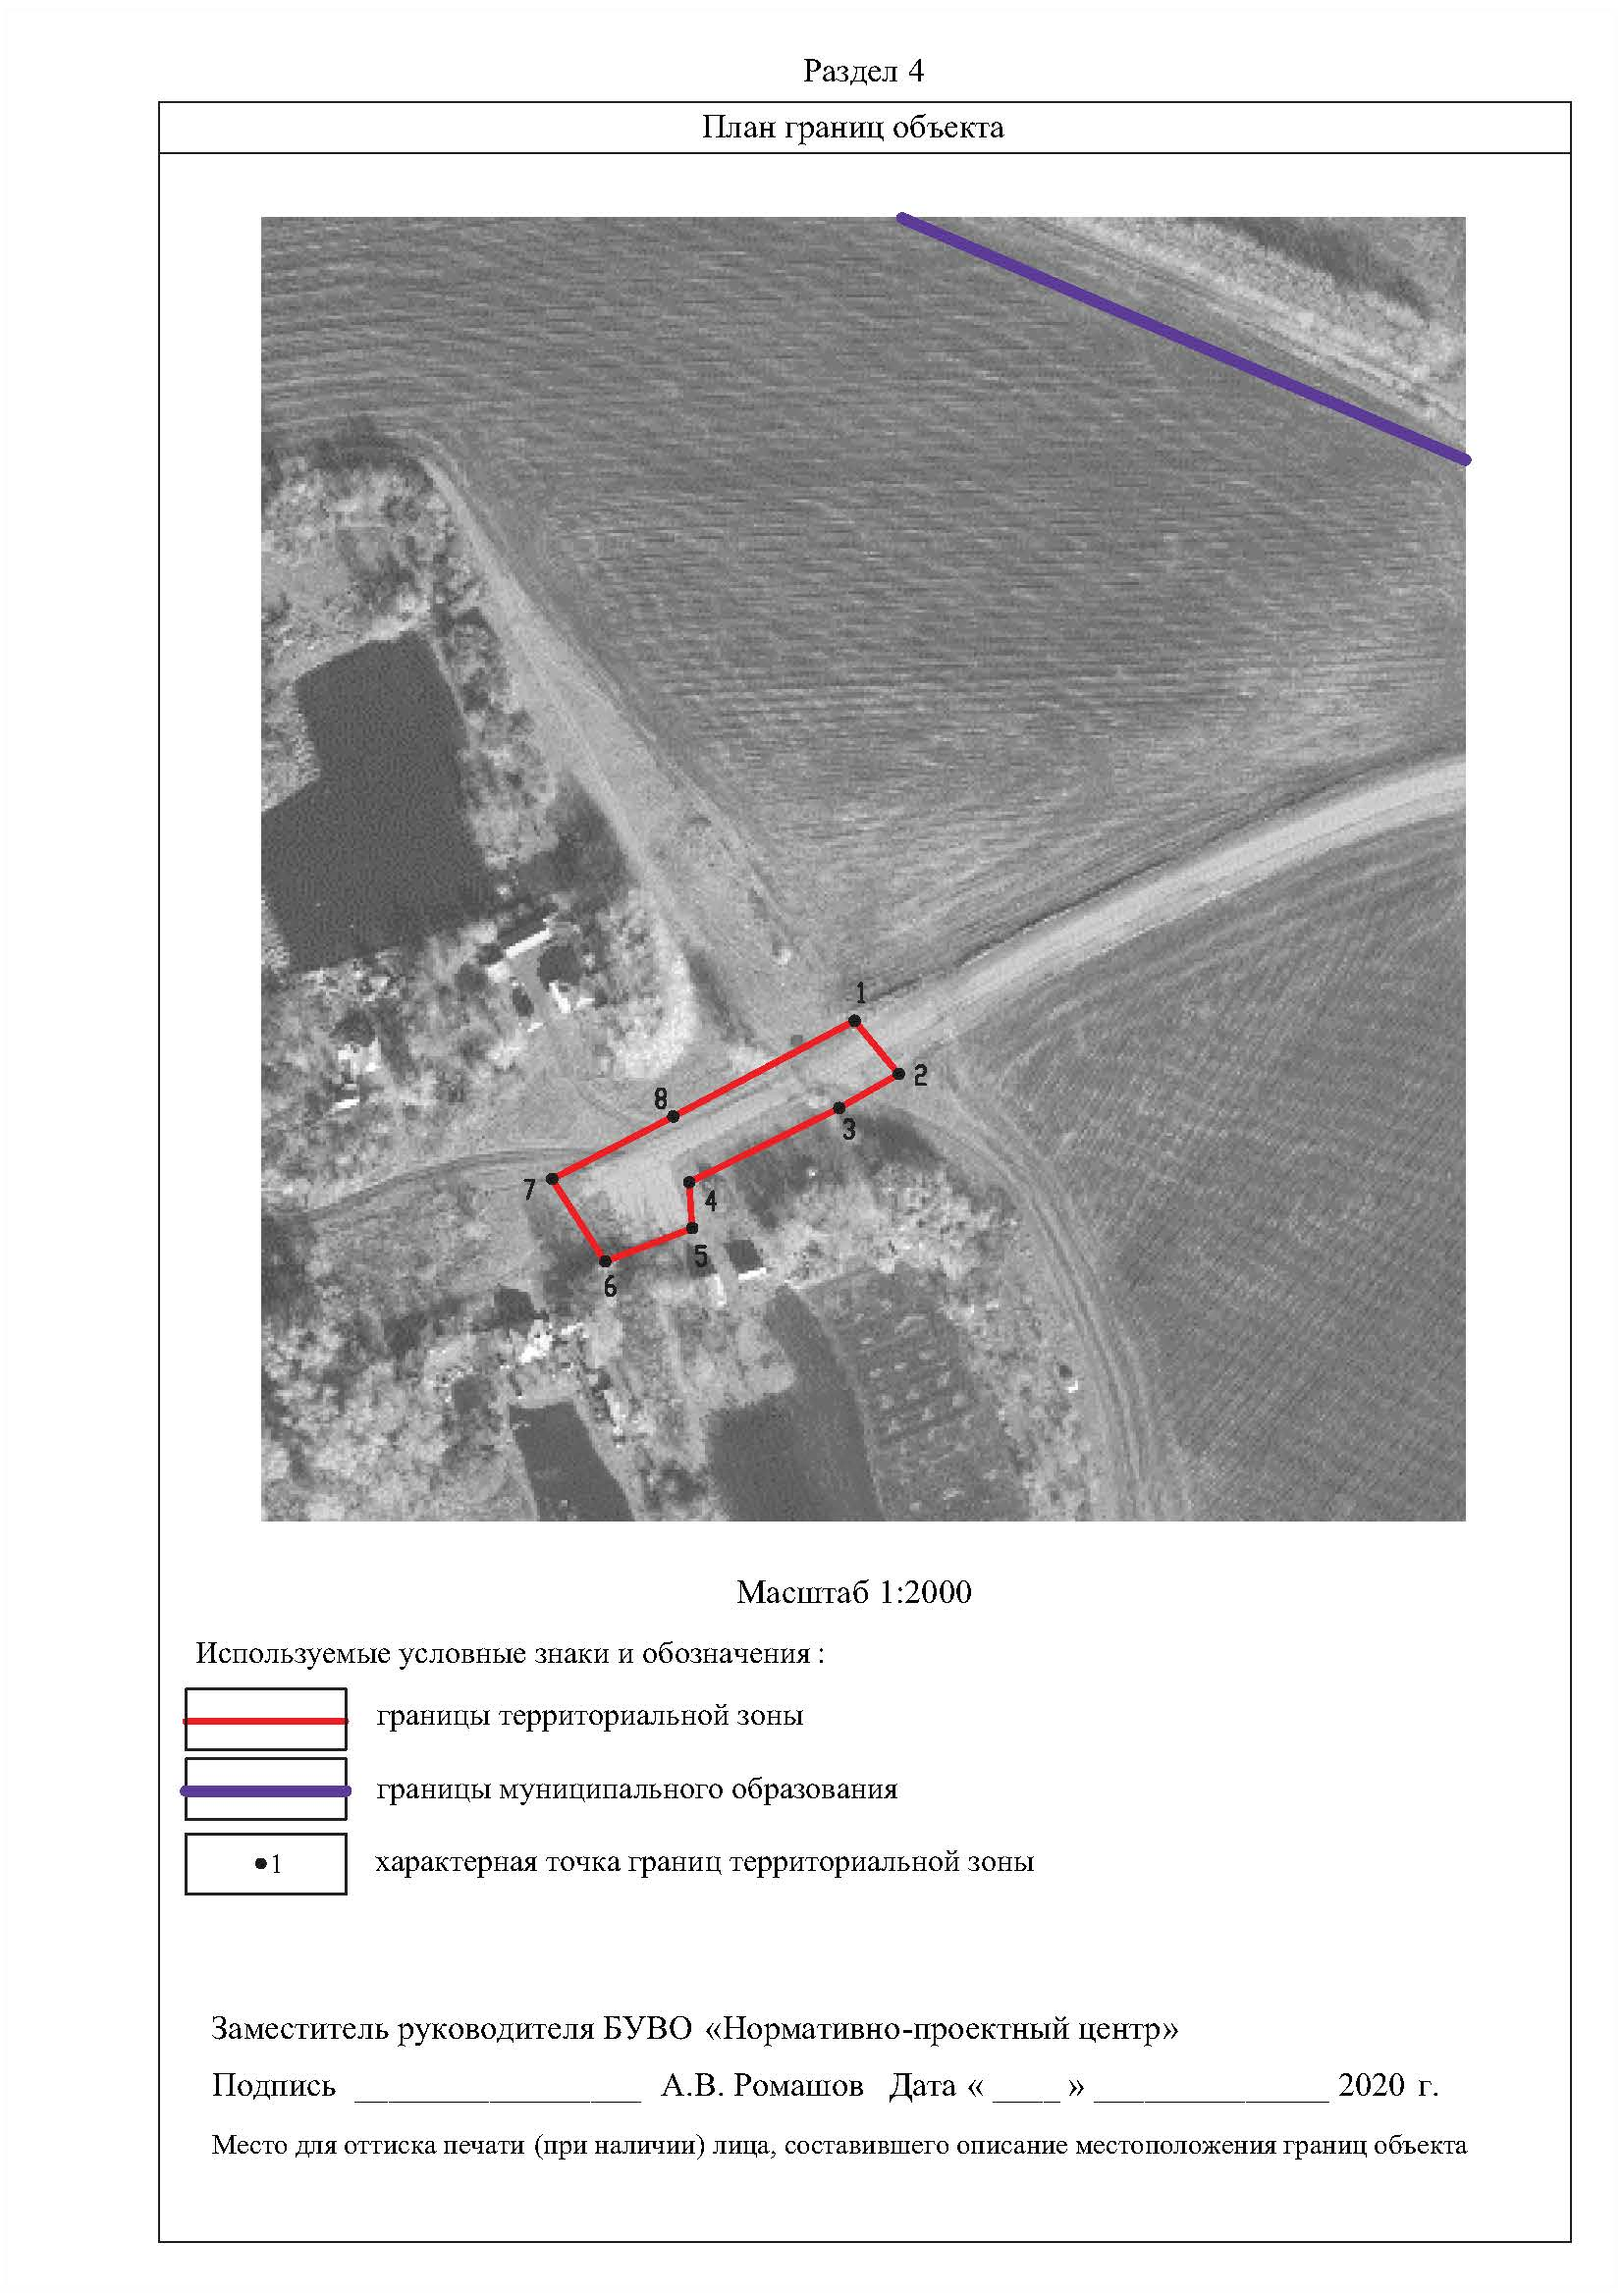 Раздел 4
План границ объекта
1
2
8
3
7
4
5
6
Масштаб 1:2000
Используемые условные знаки и обозначения :
границы территориальной зоны
границы муниципального образования
1 характерная точка границ территориальной зоны
Заместитель руководителя БУВО «Нормативно-проектный центр»
Подпись _________________ А.В. Ромашов Дата « ____ » ______________ 2020 г.
Место для оттиска печати (при наличии) лица, составившего описание местоположения границ объекта